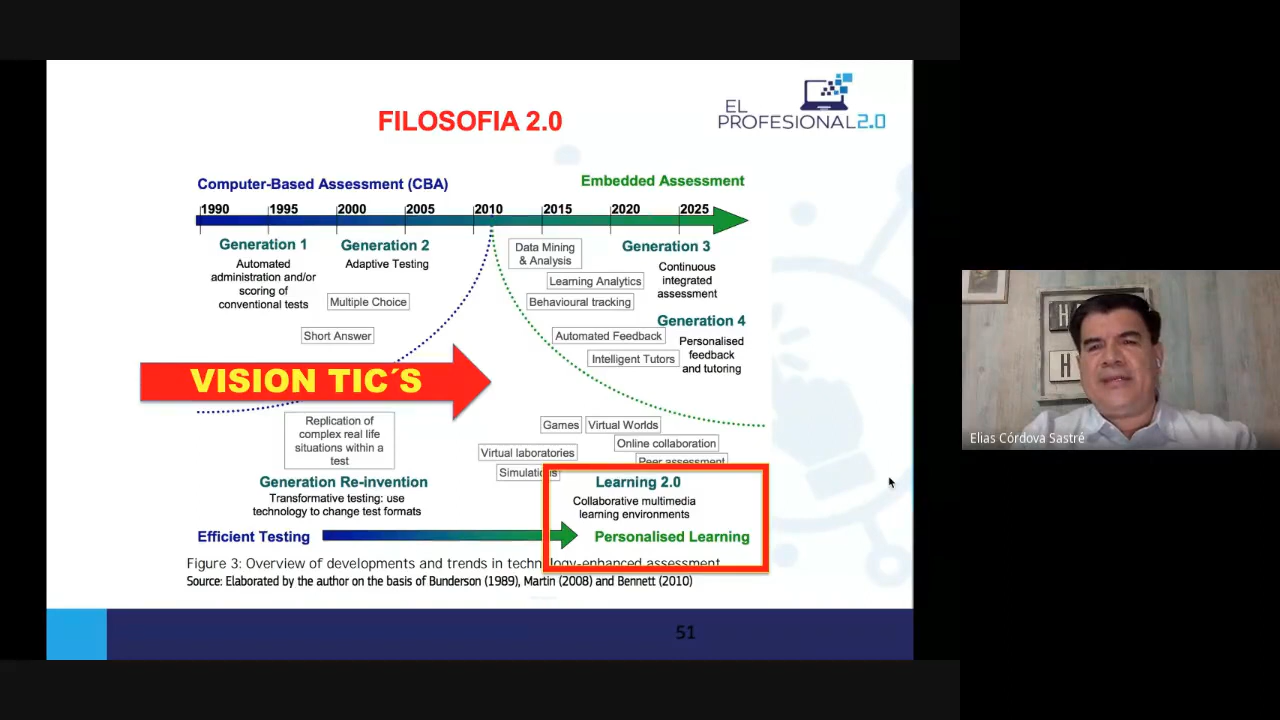 FILOSOFIA 2.0
EL
PROFESIONAL2.0
Computer-Based Assessment (CBA)
Embedded Assessment
1990 1995 2000 2005 2010 2015 2020 2025
Generation 1
Automated
administration and/or
scoring of
conventional tests
Generation 2
Adaptive Testing
Multiple Choice
Short Answer
Data Mining
& Analysis
Learning Analytics
Behavioural tracking
Generation 3
Continuous
integrated
assessment
Generation 4
Personalised
feedback
and tutoring
Automated Feedback
Intelligent Tutors
VISION TIC´S
Replication of
complex real life
situations within a
test
Games
Virtual Worlds
Online collaboration
Peer assessment
Virtual laboratories
Simulations
Generation Re-invention
Transformative testing: use
technology to change test formats
Learning 2.0
Collaborative multimedia
learning environments
Efficient Testing
Personalised Learning
Figure 3: Overview of developments and trends in technology-enhanced assessment
Source: Elaborated by the author on the basis of Bunderson (1989), Martin (2008) and Bennett (2010)
51
H
H
Elias Córdova Sastré